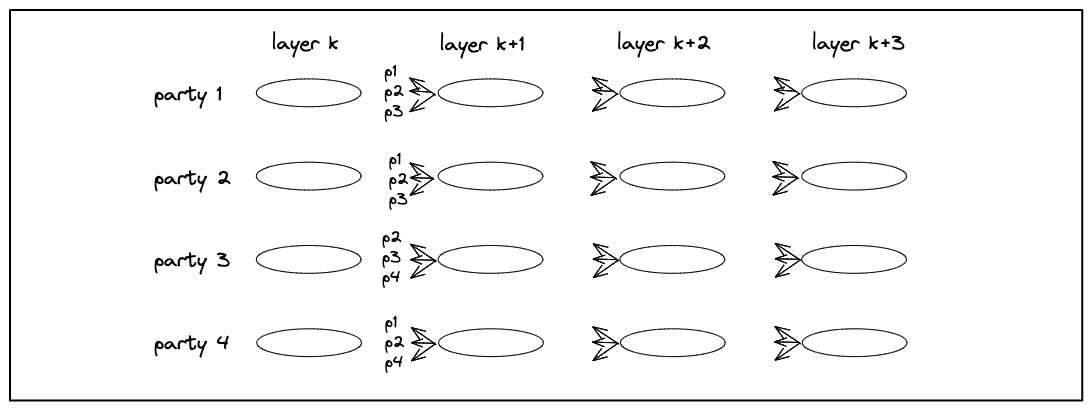 layer k layer k+1 layer k+2 layer k+3
p1
party 1 p2
p3
p1
party 2 p2
p3
p2
party 3 p3
p4
p1
party 4 p2
p4